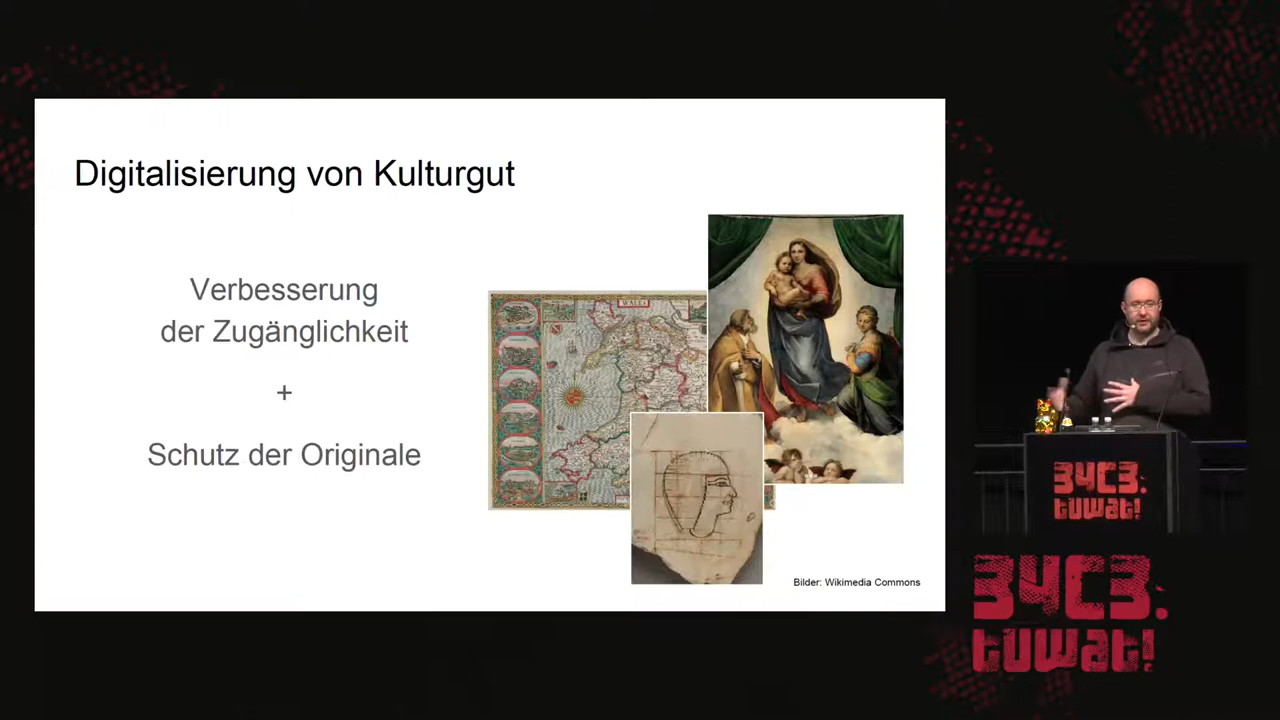 Digitalisierung von Kulturgut
Verbesserung
der Zugänglichkeit
+
Schutz der Originale
WALES
Bilder: Wikimedia Commons
34C3.
tuwat!
34C3.
tuwat!